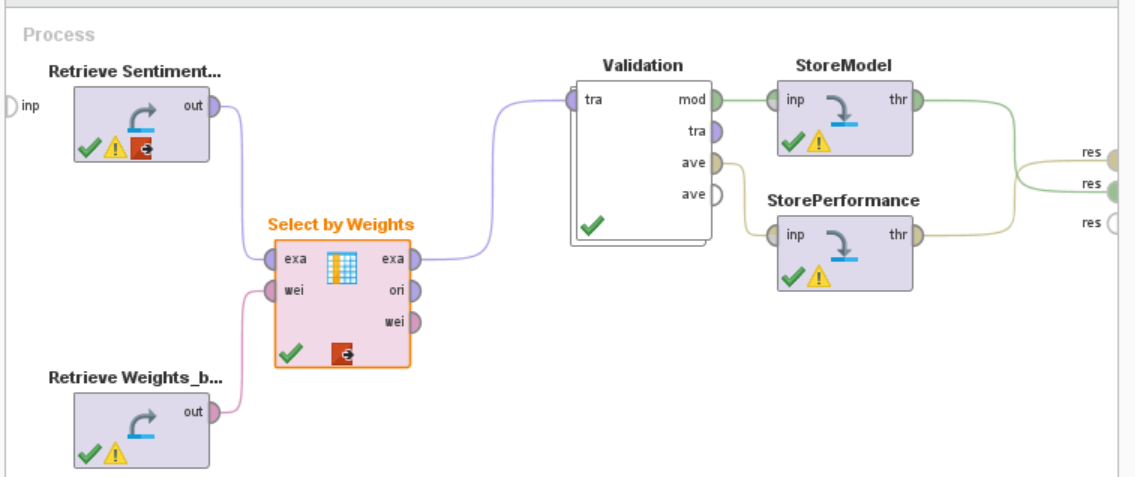 Process
inp
Retrieve Sentiment...
out
Select by Weights
exa
exa
wei
ori
wei
Retrieve Weights_b...
out
Validation
tra
mod
tra
ave
ave
StoreModel
inp
thr
StorePerformance
inp
thr
res
res
res